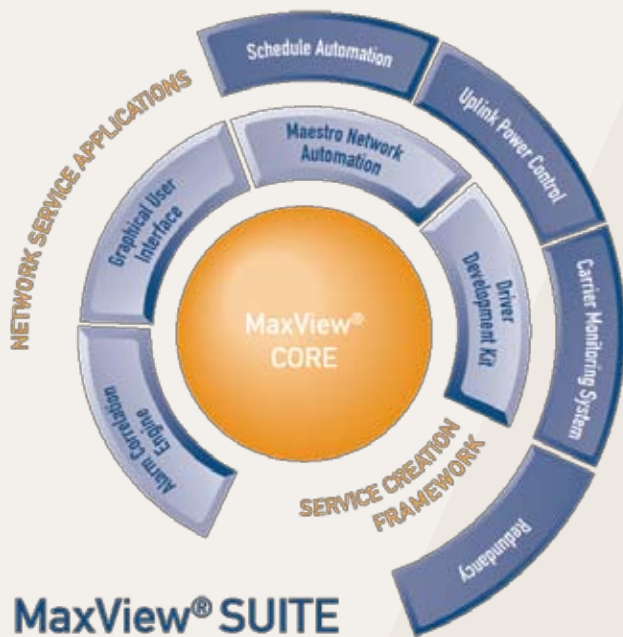 Schedule Automation
Uplink Power Control
Carrier Monitoring System
Redundancy
NETWORK SERVICE APPLICATIONS
Maestro Network
Automation
Graphical User
Interface
Driver
Development Kit
Alarm Correlation
Engine
MaxView®
CORE
SERVICE CREATION
FRAMEWORK
MaxView® SUITE